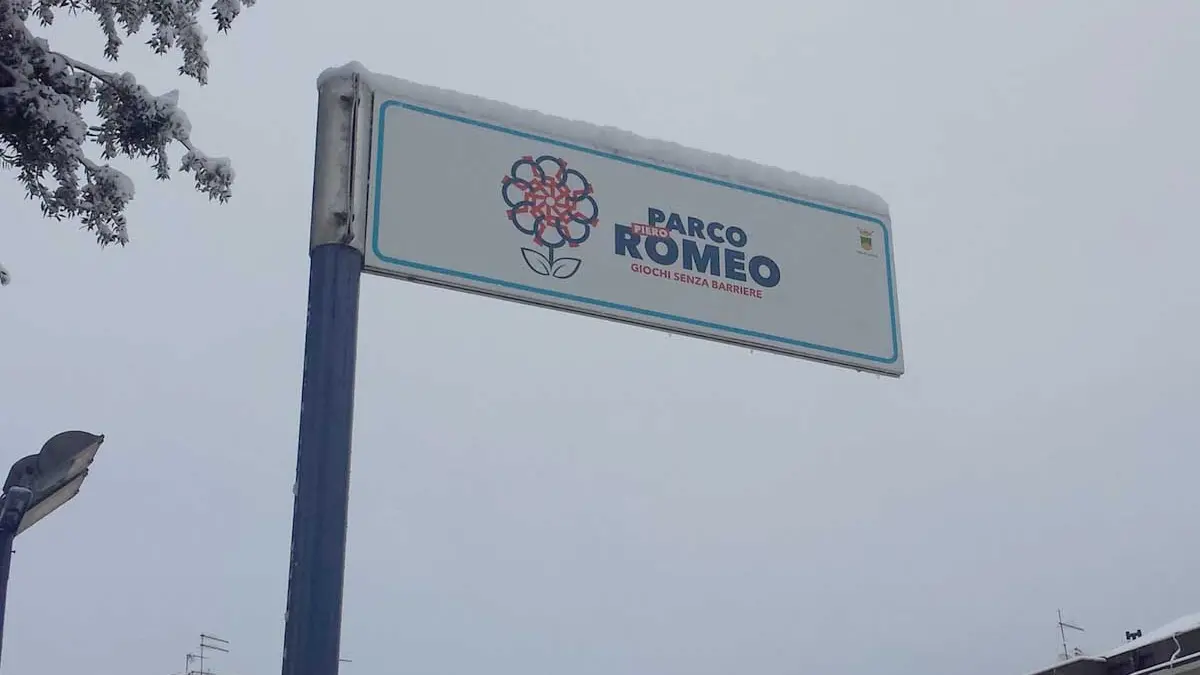 PARCO
PIERO
ROMEO
GIOCHI SENZA BARRIERE